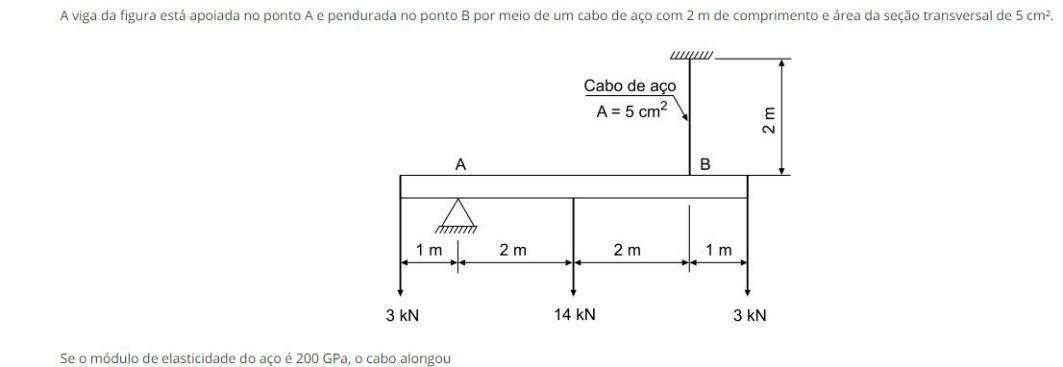 A viga da figura está apoiada no ponto A e pendurada no ponto B por meio de um cabo de aço com 2 m de comprimento e área da seção transversal de 5 cm².
Cabo de aço
A = 5 cm²
2 m
A
B
1 m
2 m
2 m
1 m
3 kN
14 kN
3 kN
Se o módulo de elasticidade do aço é 200 GPa, o cabo alongou